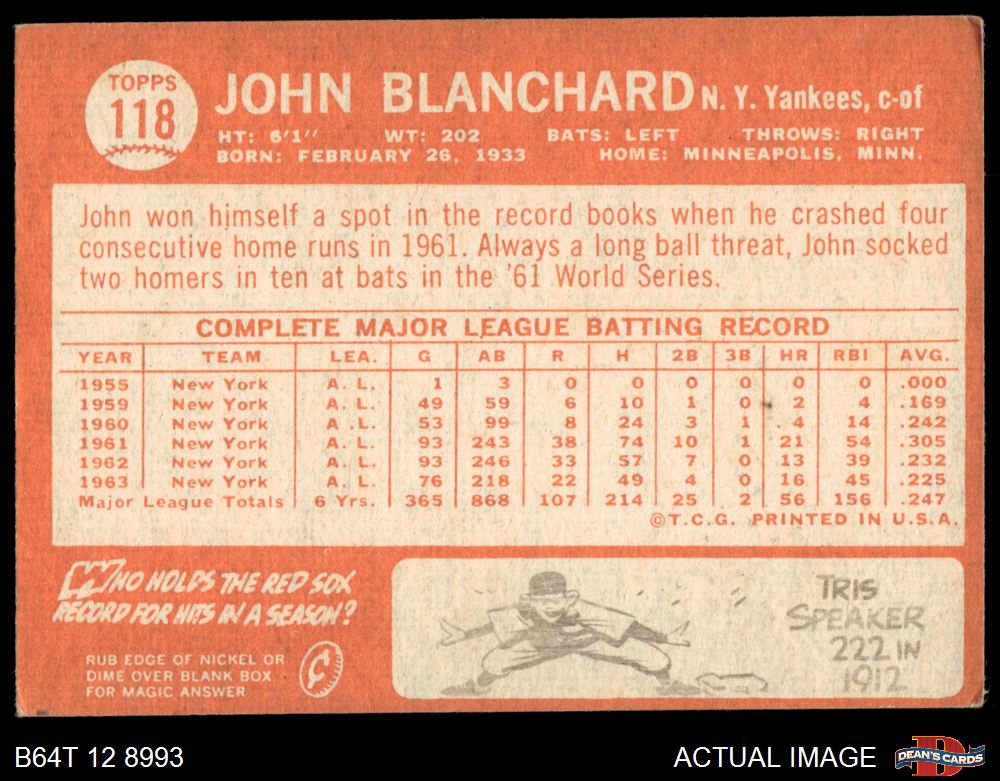 TOPPS
118
JOHN BLANCHARD N. Y. Yankees, c-of
HT: 6'1" WT: 202 BATS: LEFT THROWS: RIGHT
BORN: FEBRUARY 26, 1933 HOME: MINNEAPOLIS, MINN.
John won himself a spot in the record books when he crashed four
consecutive home runs in 1961. Always a long ball threat, John socked
two homers in ten at bats in the '61 World Series.
COMPLETE MAJOR LEAGUE BATTING RECORD
YEAR TEAM LEA. G AB R H 2B 3B HR RBI AVG.
1955 New York A. L. 1 3 0 0 0 0 0 0 .000
1959 New York A. L. 49 59 6 10 1 0 2 4 .169
1960 New York A. L. 53 99 8 24 3 1 4 14 .242
1961 New York A. L. 93 243 38 74 10 1 21 54 .305
1962 New York A. L. 93 246 33 57 7 0 13 39 .232
1963 New York A. L. 76 218 22 49 4 0 16 45 .225
Major League Totals 6 Yrs. 365 868 107 214 25 2 56 156 .247
©T.C.G. PRINTED IN U.S.A.
WHO HOLDS THE RED SOX
RECORD FOR HITS IN A SEASON?
RUB EDGE OF NICKEL OR
DIME OVER BLANK BOX
FOR MAGIC ANSWER
TRIS
SPEAKER
222 IN
1912
B64T 12 8993 ACTUAL IMAGE DEAN'S CARDS